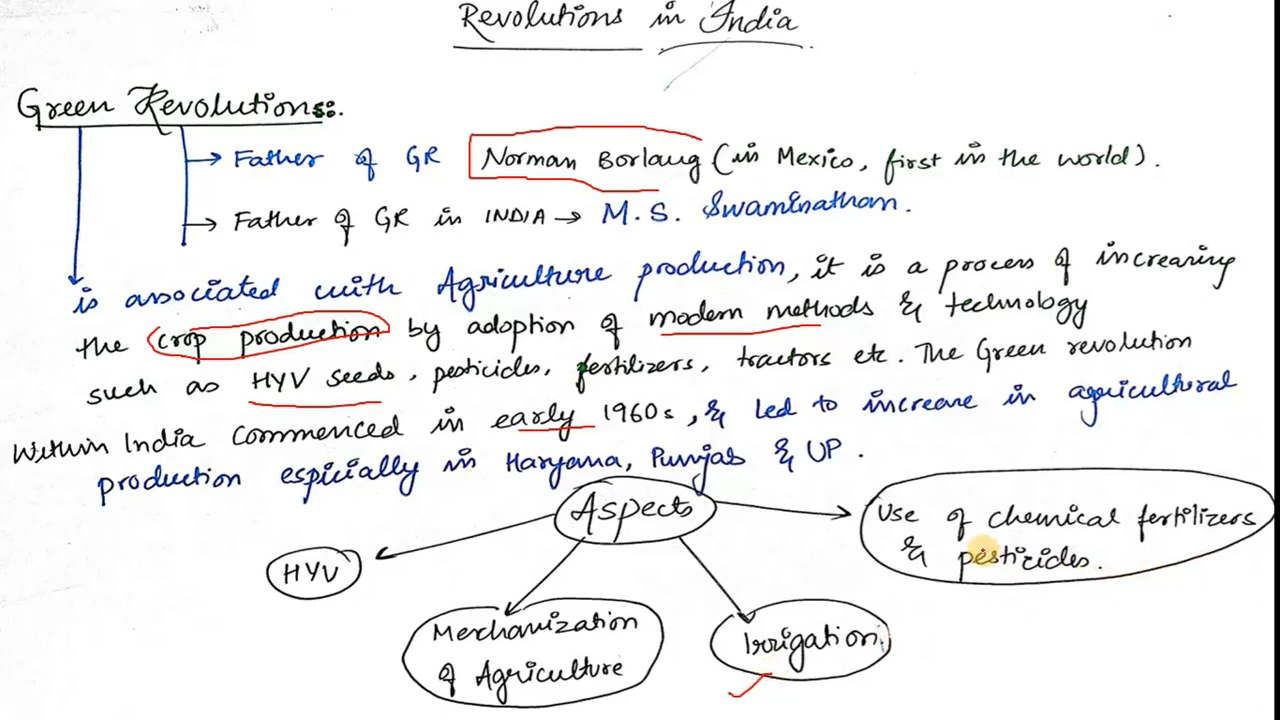 Revolutions in India
Green Revolutions:.
Father of GR Norman Borlaug (in Mexico, first in the world).
Father of GR in INDIA → M.S. Swaminatham.
is associated with Agriculture production, it is a process of increasing
the crop production by adoption of modern methods & technology
such as HYV seeds, pesticides, fertilizers, tractors etc. The Green revolution
Within India Commenced in early 1960s, & led to increase in agricultural
production espicially in Haryana, Punjab & UP.
Aspects
HYV
Merchanization
of Agriculture
Irrigation
Use of chemical fertilizers
& pesticides.